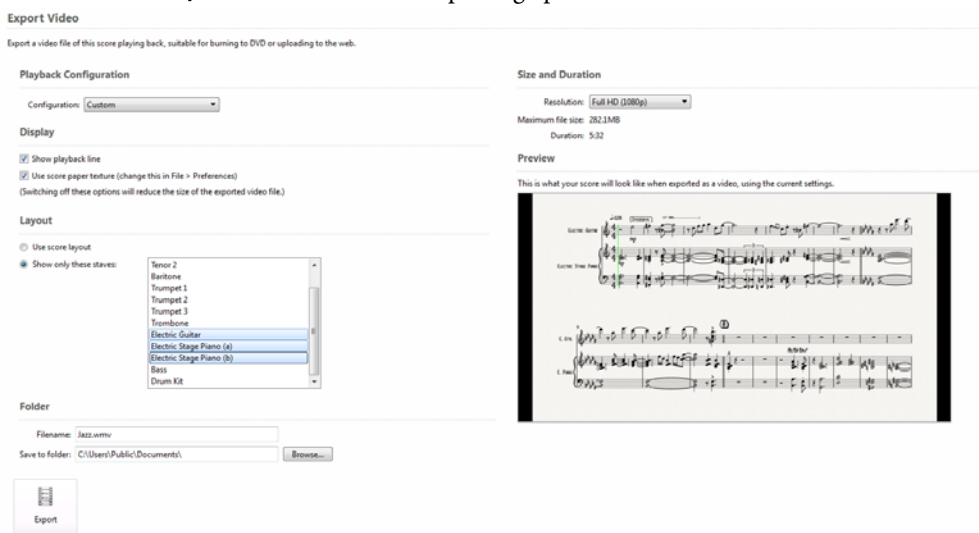 Export Video
Export a video file of this score playing back, suitable for burning to DVD or uploading to the web.
Playback Configuration
Configuration: Custom
Display
Show playback line
Use score paper texture (change this in File > Preferences)
(Switching off these options will reduce the size of the exported video file.)
Layout
Use score layout
Show only these staves:
Tenor 2
Baritone
Trumpet 1
Trumpet 2
Trumpet 3
Trombone
Electric Guitar
Electric Stage Piano (a)
Electric Stage Piano (b)
Bass
Drum Kit
Folder
Filename: Jazz.wmv
Save to folder: C:\Users\Public\Documents\
Browse...
Export
Size and Duration
Resolution: Full HD (1080p)
Maximum file size: 282.1MB
Duration: 5:32
Preview
This is what your score will look like when exported as a video, using the current settings.
Electric Guitar
Electric Stage Piano
E. Gtr.
E. Piano